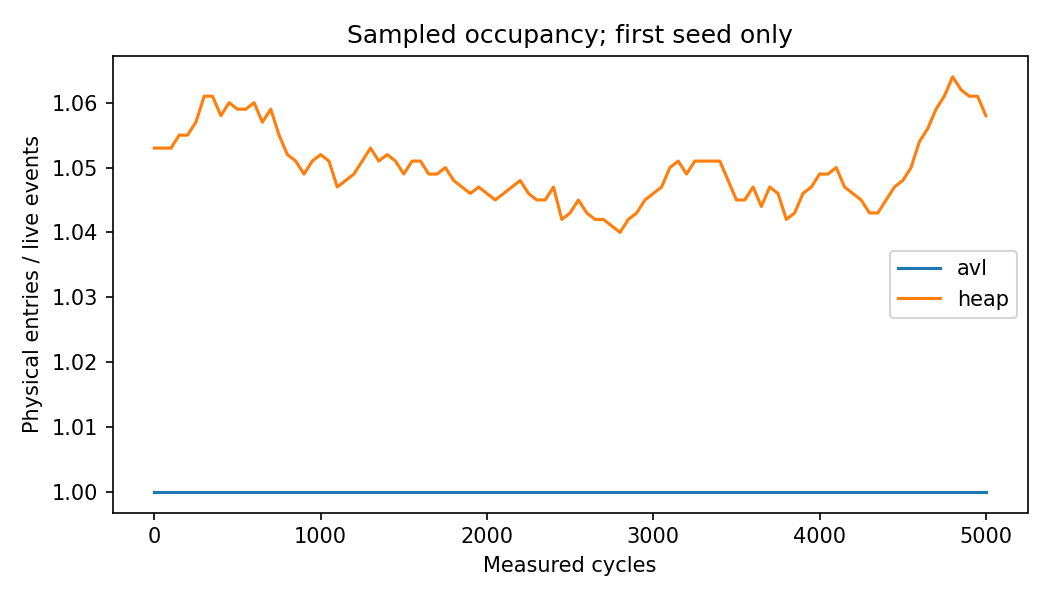 Sampled occupancy; first seed only
Physical entries / live events
1.06
1.05
1.04
1.03
1.02
1.01
1.00
avl
heap
0 1000 2000 3000 4000 5000
Measured cycles